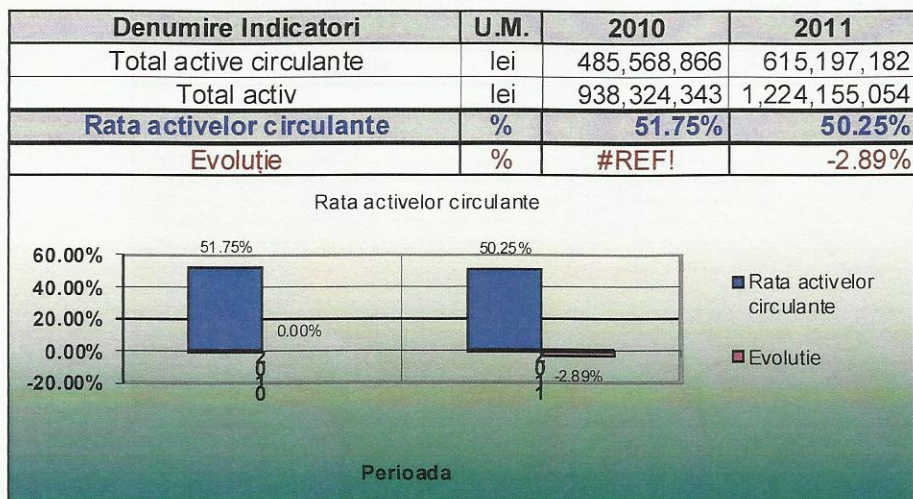 Denumire Indicatori U.M. 2010 2011
Total active circulante lei 485,568,866 615,197,182
Total activ lei 938,324,343 1,224,155,054
Rata activelor circulante % 51.75% 50.25%
Evoluție % #REF! -2.89%
Rata activelor circulante
51.75% 50.25%
60.00%
40.00%
20.00%
0.00%
0.00%
-20.00%
2010
2011
-2.89%
Rata activelor
circulante
Evolutie
Perioada